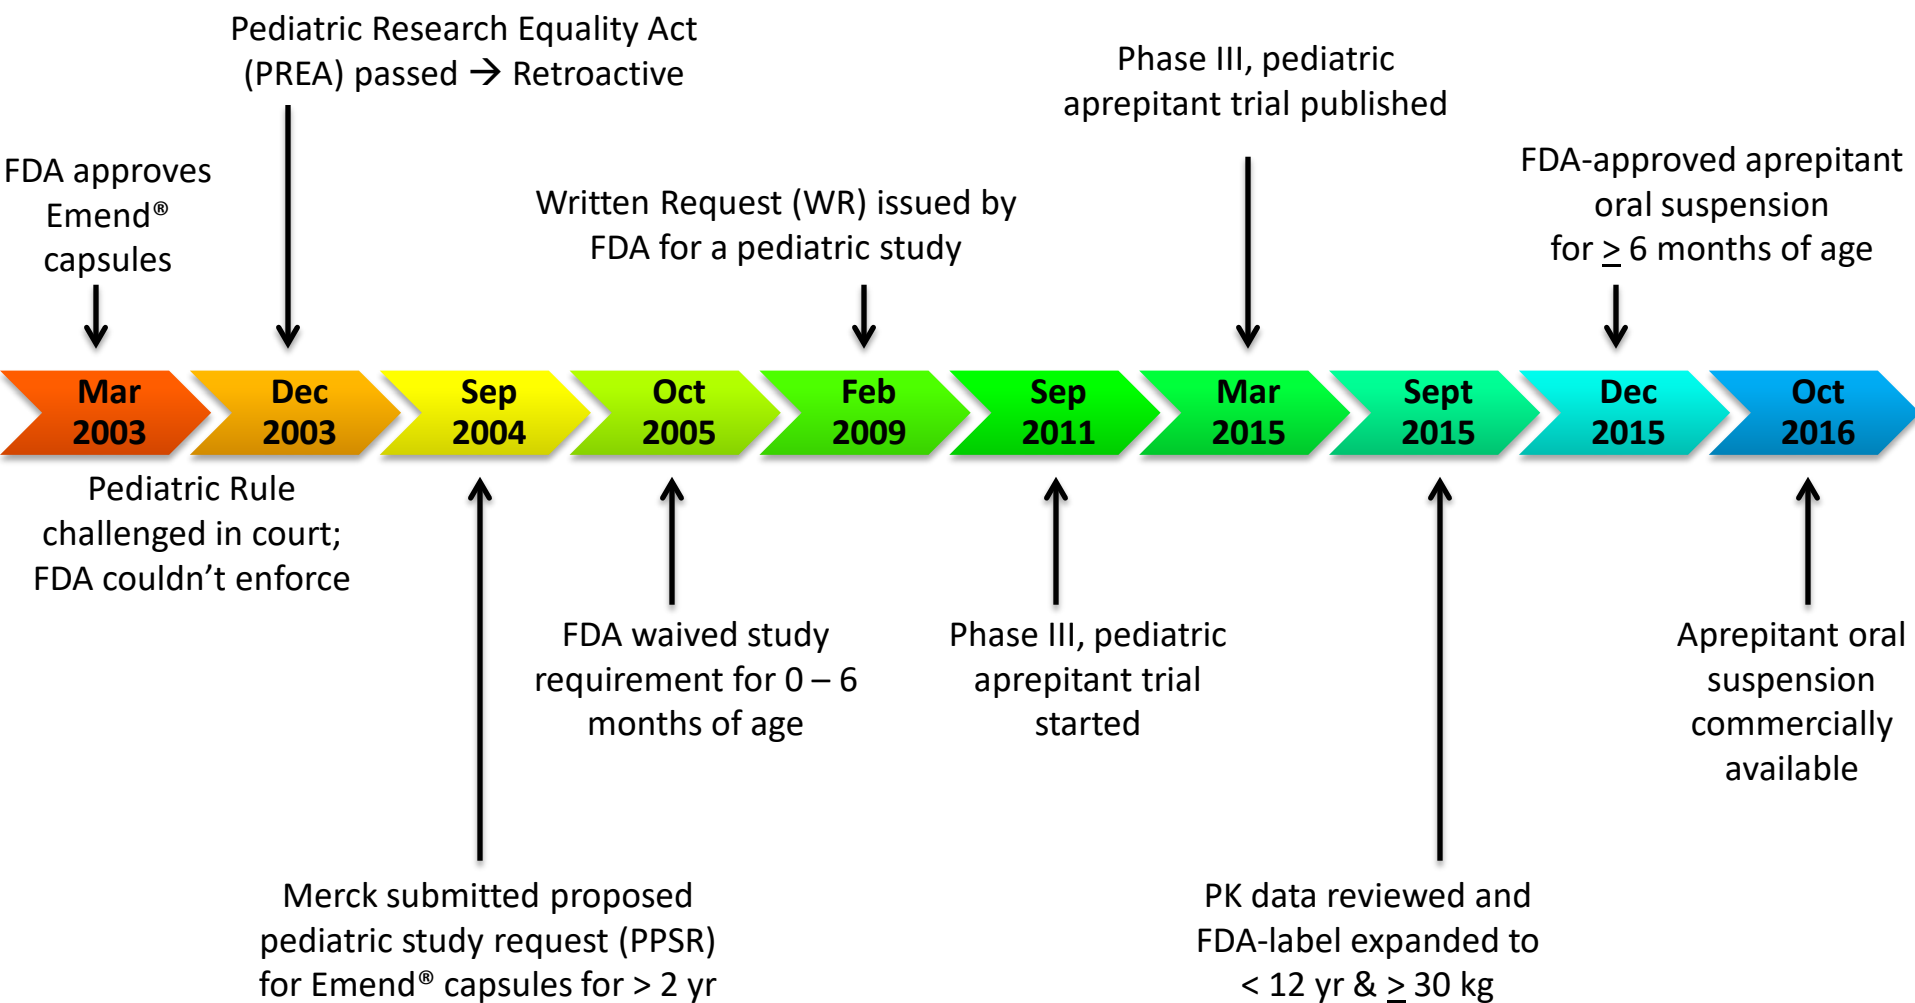 Pediatric Research Equality Act
(PREA) passed → Retroactive
Phase III, pediatric
aprepitant trial published
FDA approves
Emend®
capsules
Written Request (WR) issued by
FDA for a pediatric study
FDA-approved aprepitant
oral suspension
for ≥ 6 months of age
Mar
2003
Dec
2003
Sep
2004
Oct
2005
Feb
2009
Sep
2011
Mar
2015
Sept
2015
Dec
2015
Oct
2016
Pediatric Rule
challenged in court;
FDA couldn’t enforce
FDA waived study
requirement for 0 – 6
months of age
Phase III, pediatric
aprepitant trial
started
Aprepitant oral
suspension
commercially
available
Merck submitted proposed
pediatric study request (PPSR)
for Emend® capsules for > 2 yr
PK data reviewed and
FDA-label expanded to
< 12 yr & ≥ 30 kg